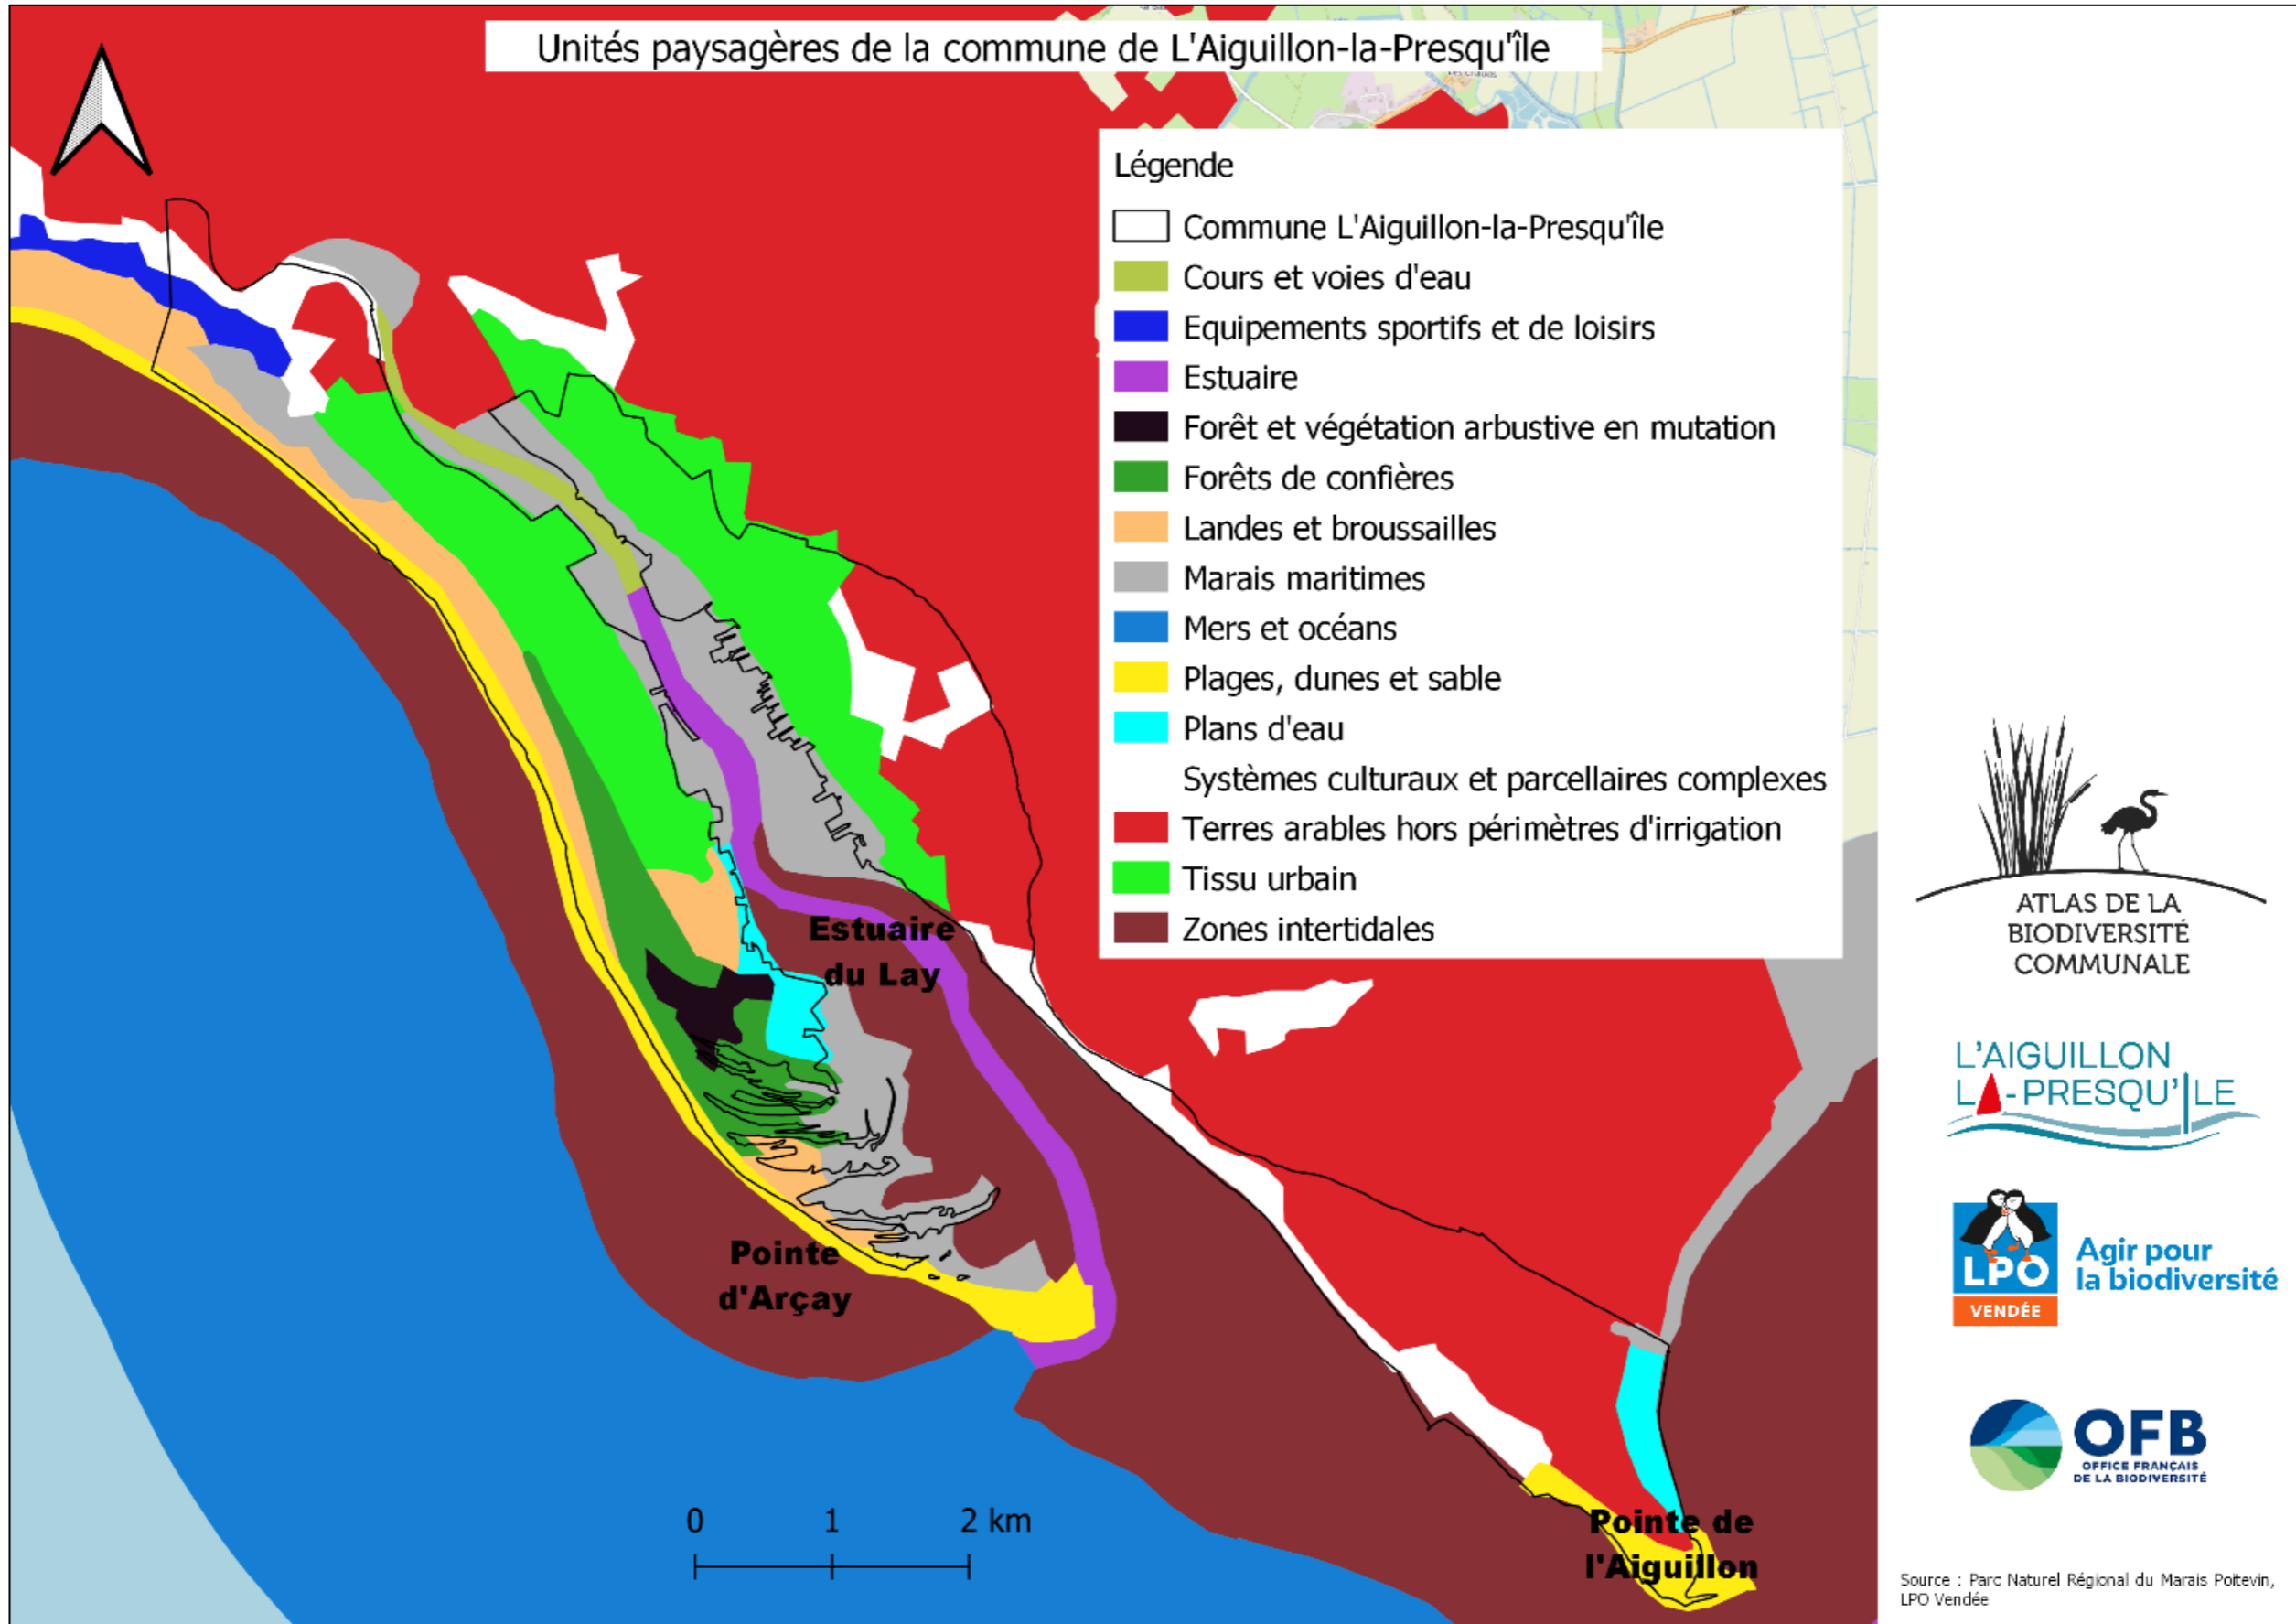 Unités paysagères de la commune de L'Aiguillon-la-Presqu'île
Légende
Commune L'Aiguillon-la-Presqu'île
Cours et voies d'eau
Equipements sportifs et de loisirs
Estuaire
Forêt et végétation arbustive en mutation
Forêts de confières
Landes et broussailles
Marais maritimes
Mers et océans
Plages, dunes et sable
Plans d'eau
Systèmes culturaux et parcellaires complexes
Terres arables hors périmètres d'irrigation
Tissu urbain
Zones intertidales
Estuaire
du Lay
Pointe
d'Arçay
Pointe de
l'Aiguillon
0 1 2 km
ATLAS DE LA
BIODIVERSITÉ
COMMUNALE
L'AIGUILLON
LA-PRESQU'ILE
LPO
VENDÉE
Agir pour
la biodiversité
OFB
OFFICE FRANÇAIS
DE LA BIODIVERSITÉ
Source : Parc Naturel Régional du Marais Poitevin,
LPO Vendée